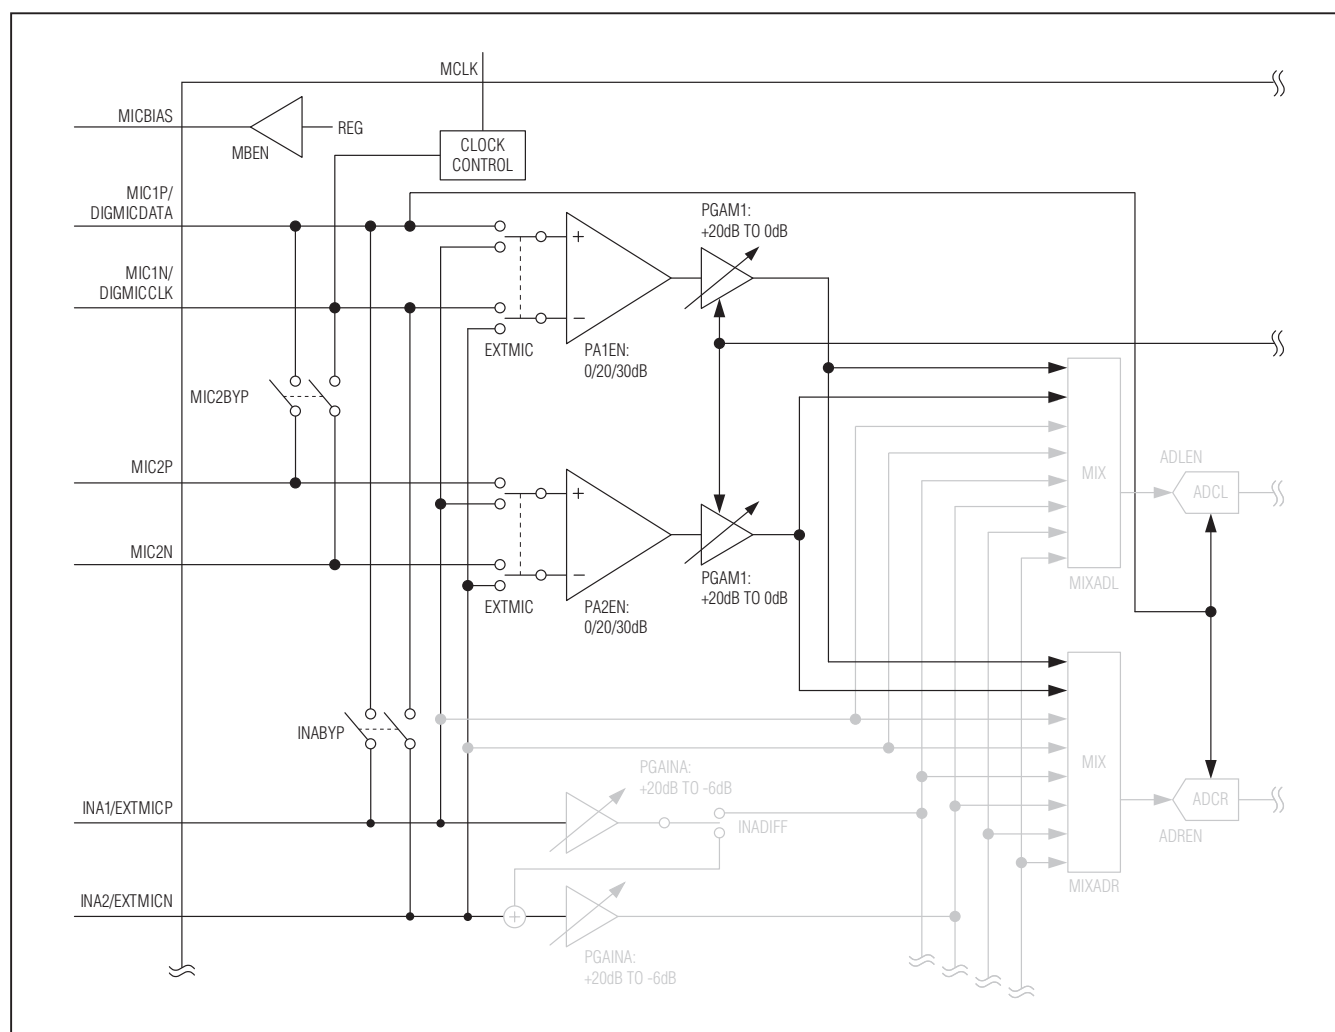 MCLK
MICBIAS
REG
MBEN
CLOCK
CONTROL
MIC1P/
DIGMICDATA
PGAM1:
+20dB TO 0dB
+
MIC1N/
DIGMICCLK
−
EXTMIC
PA1EN:
0/20/30dB
MIC2BYP
MIC2P
+
MIX
ADLEN
ADCL
MIC2N
−
PGAM1:
+20dB TO 0dB
MIXADL
EXTMIC
PA2EN:
0/20/30dB
INABYP
PGAINA:
+20dB TO -6dB
MIX
INA1/EXTMICP
INADIFF
ADCR
ADREN
INA2/EXTMICN
+
MIXADR
PGAINA:
+20dB TO -6dB